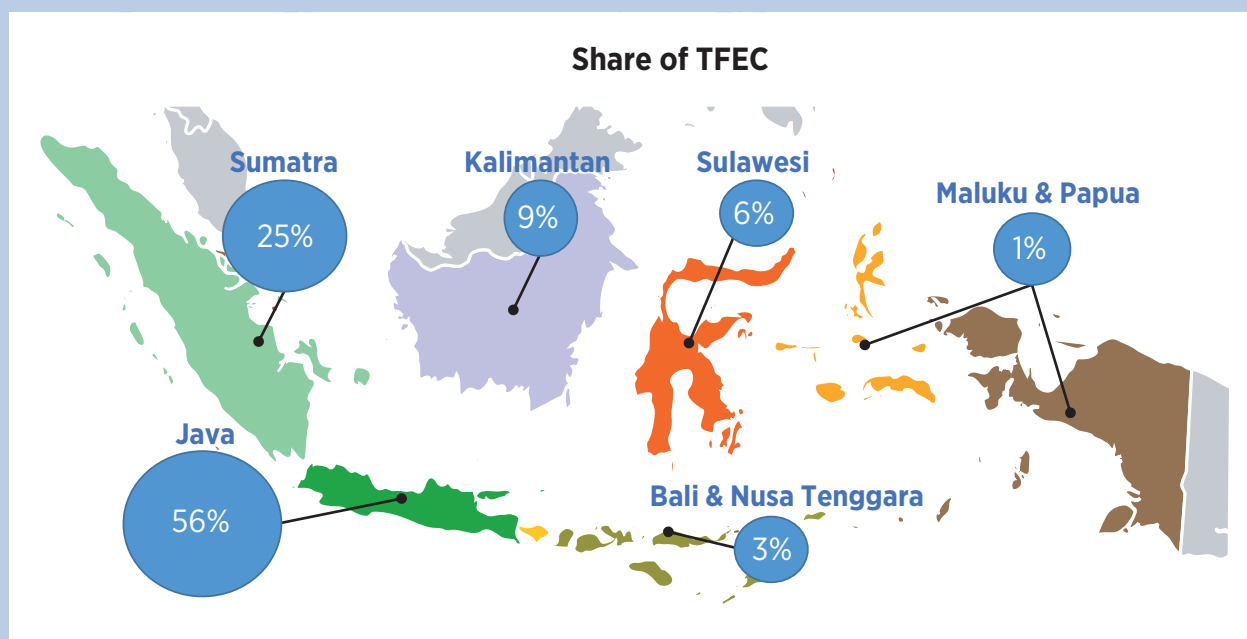 Share of TFEC
Sumatra
25%
Kalimantan
9%
Sulawesi
6%
Maluku & Papua
1%
Java
56%
Bali & Nusa Tenggara
3%